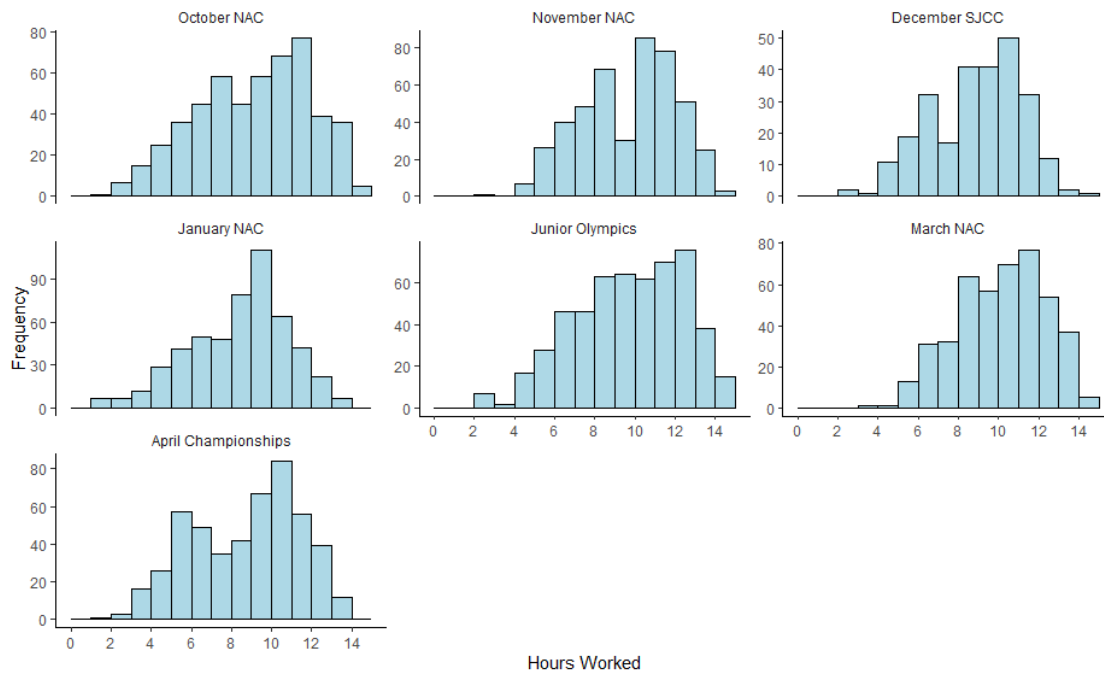 October NAC
November NAC
December SJCC
80
60
40
20
0
80
60
40
20
0
50
40
30
20
10
0
January NAC
Junior Olympics
March NAC
Frequency
90
60
30
0
60
40
20
0
80
60
40
20
0
0 2 4 6 8 10 12 14
0 2 4 6 8 10 12 14
April Championships
80
60
40
20
0
0 2 4 6 8 10 12 14
Hours Worked